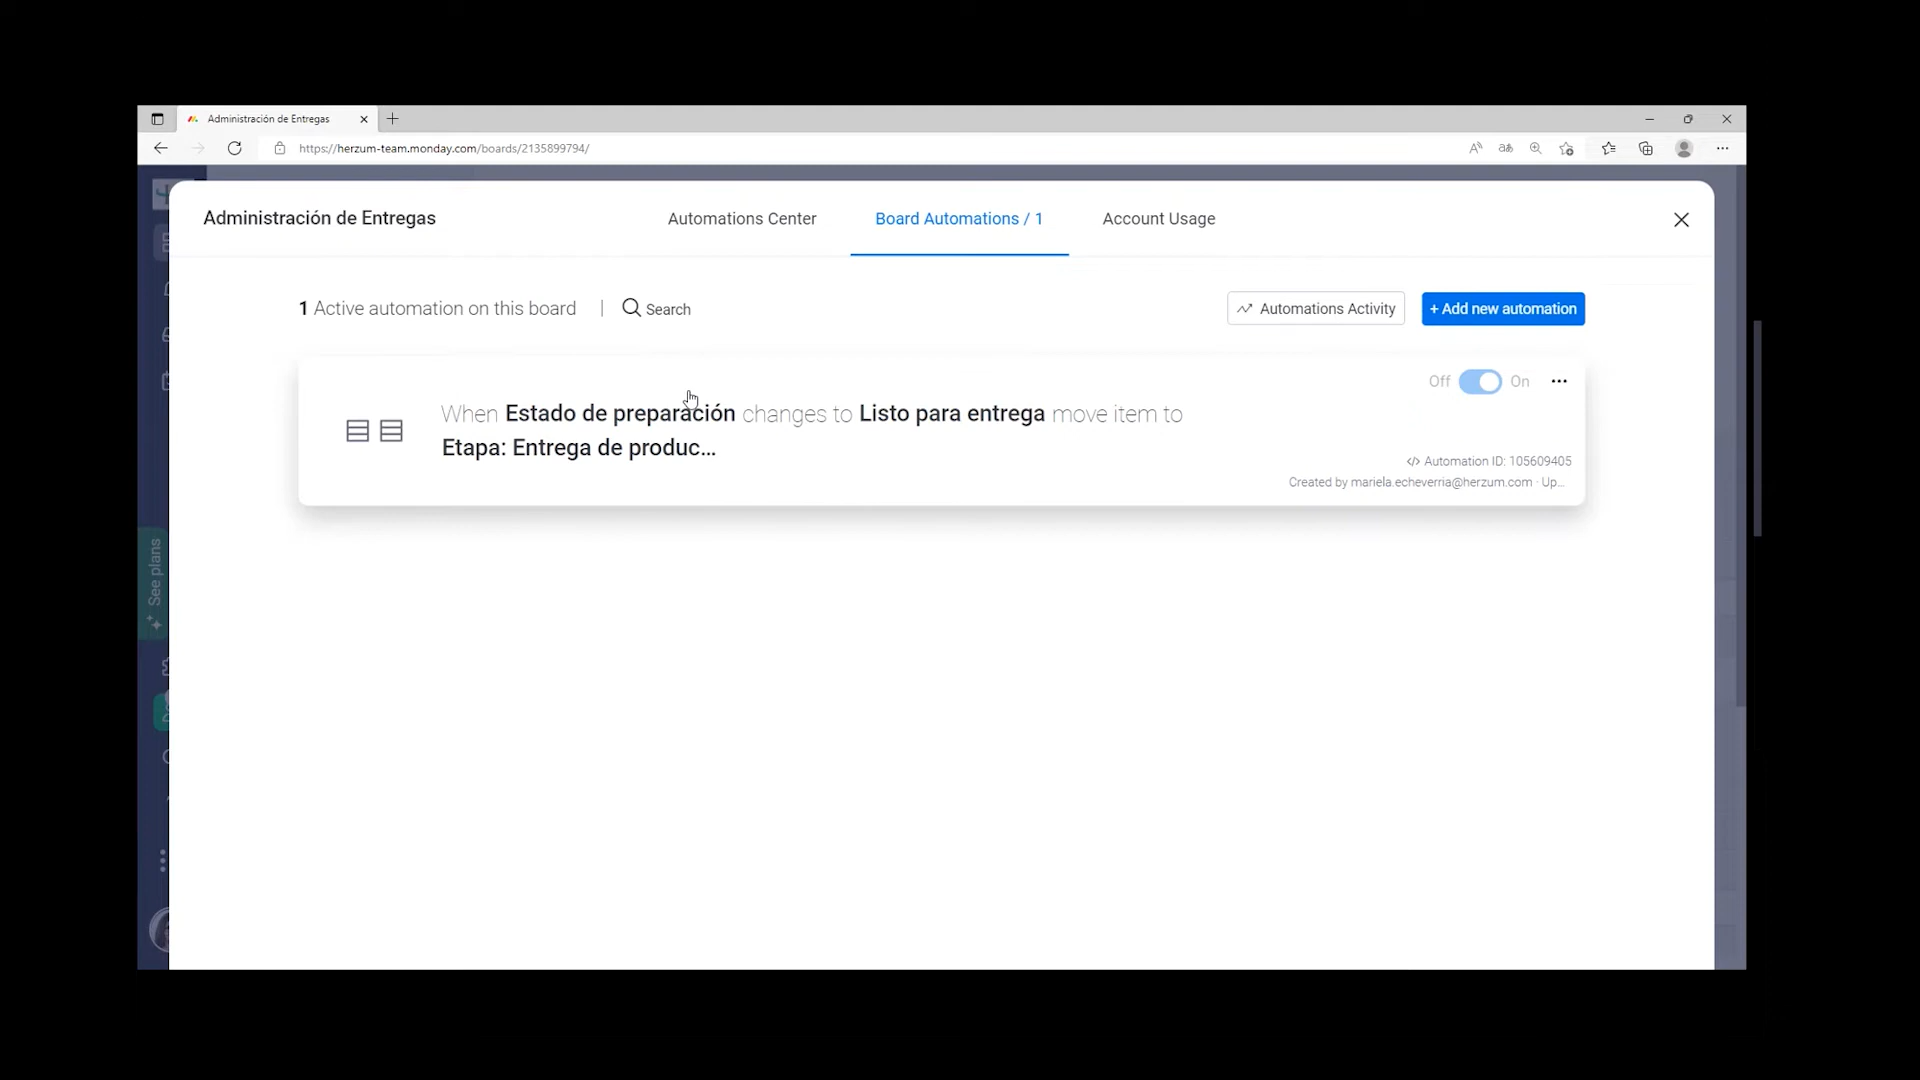 Administración de Entregas
https://herzum-team.monday.com/boards/2135899794/
Administración de Entregas
Automations Center
Board Automations / 1
Account Usage
1 Active automation on this board | Search
Automations Activity
+ Add new automation
Off On
When Estado de preparación changes to Listo para entrega move item to
Etapa: Entrega de produc...
</> Automation ID: 105609405
Created by mariela.echeverria@herzum.com · Up...
See plans